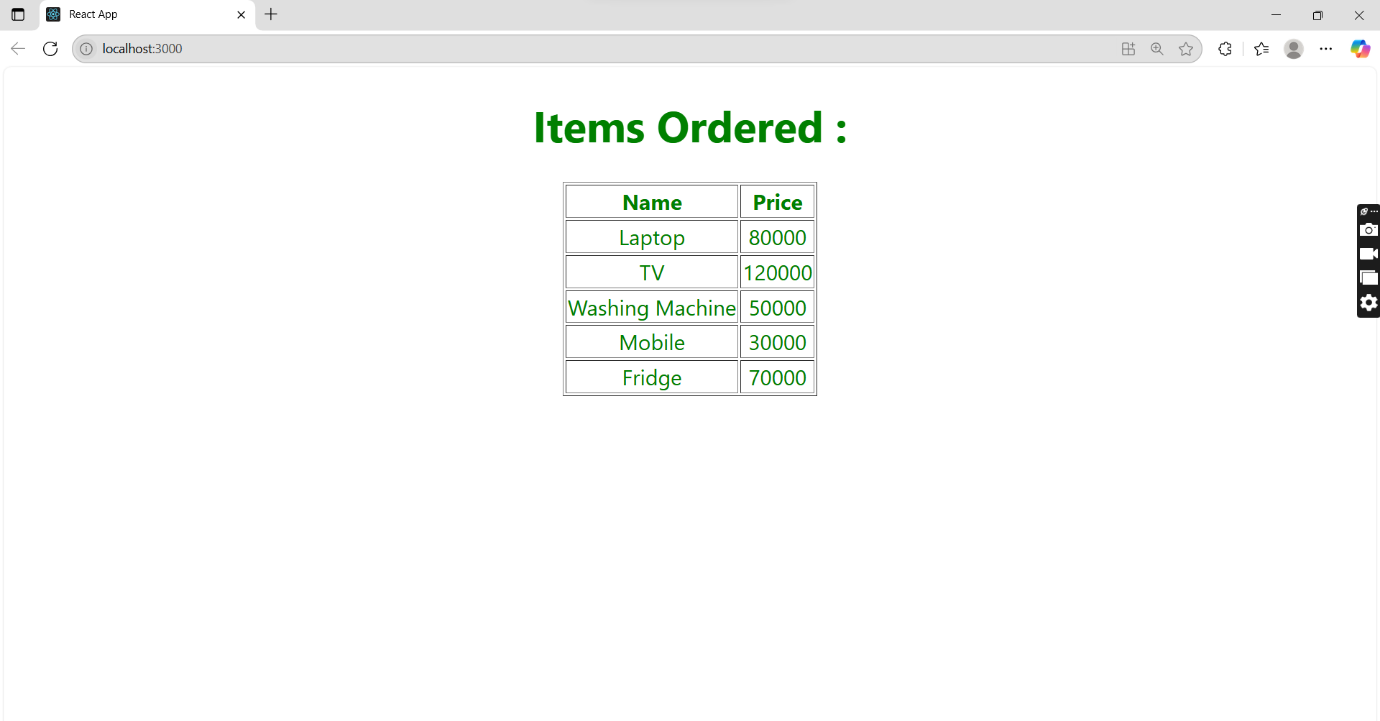 React App
localhost:3000
Items Ordered :
Name Price
Laptop 80000
TV 120000
Washing Machine 50000
Mobile 30000
Fridge 70000